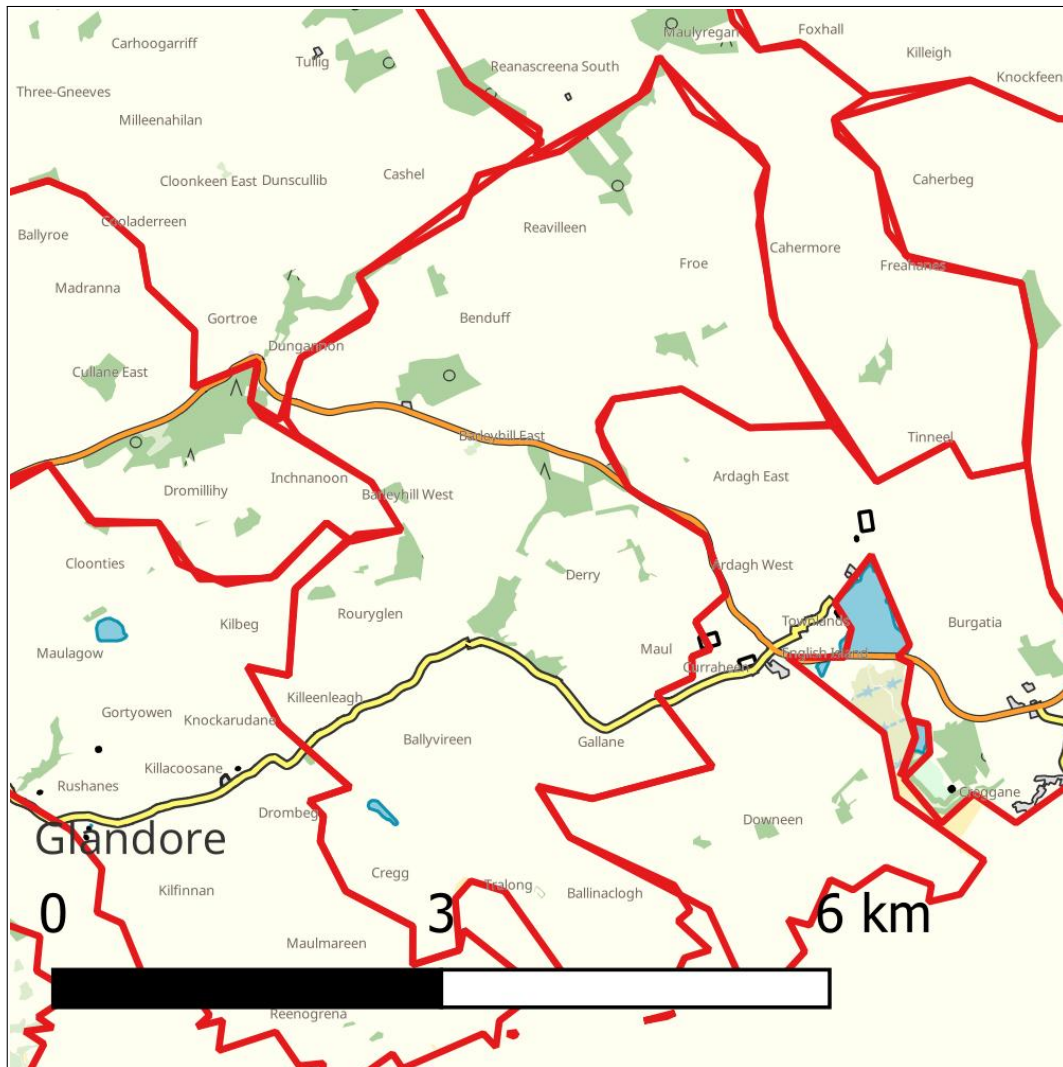 Carhoogarriff
Maulyregan
Foxhall
Killeigh
Tullig
Reanascreena South
Knockfeen
Three-Gneeves
Milleenahilan
Cashel
Cloonkeen East
Dunscullib
Caherbeg
Cooladerreen
Ballyroe
Reavilleen
Cahermore
Froe
Freahanes
Madranna
Gortroe
Benduff
Dungannon
Cullane East
Barleyhill East
Tinneel
Inchnanoon
Ardagh East
Dromillihy
Barleyhill West
Cloonties
Derry
Ardagh West
Rouryglen
Kilbeg
Townlands
Burgatia
Maulagow
Maul
English Island
Curraheen
Killeenleagh
Gortyowen
Knockarudane
Ballyvireen
Gallane
Killacoosane
Rushanes
Creggane
Drombeg
Downeen
Glandore
Cregg
Tralong
Ballinaclogh
Kilfinnan
0
3
6 km
Maulmareen
Reenogrena